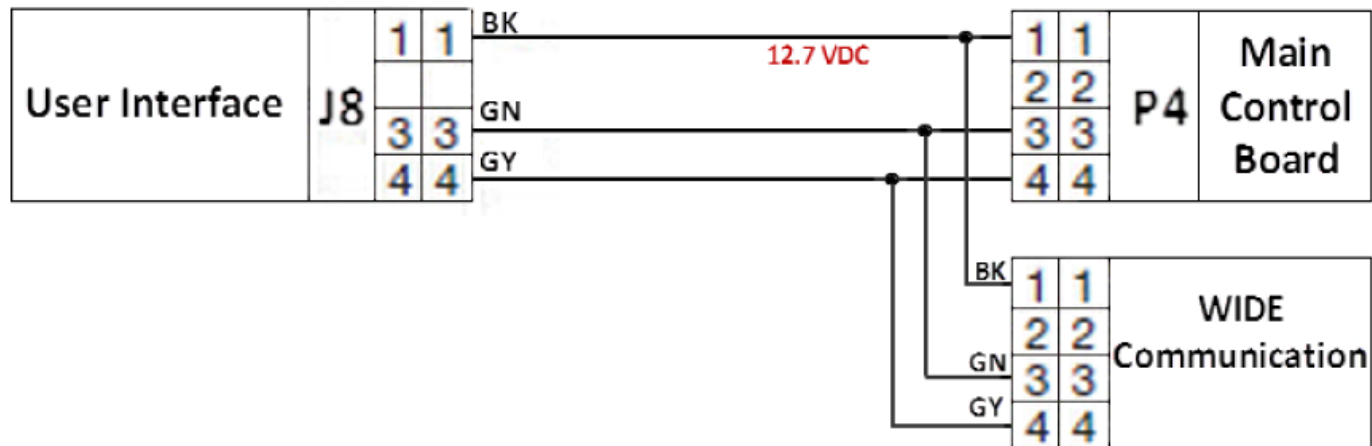 User Interface
J8
1 1
3 3
4 4
BK
GN
GY
12.7 VDC
1 1
2 2
3 3
4 4
P4
Main
Control
Board
BK
GN
GY
1 1
2 2
3 3
4 4
WIDE
Communication